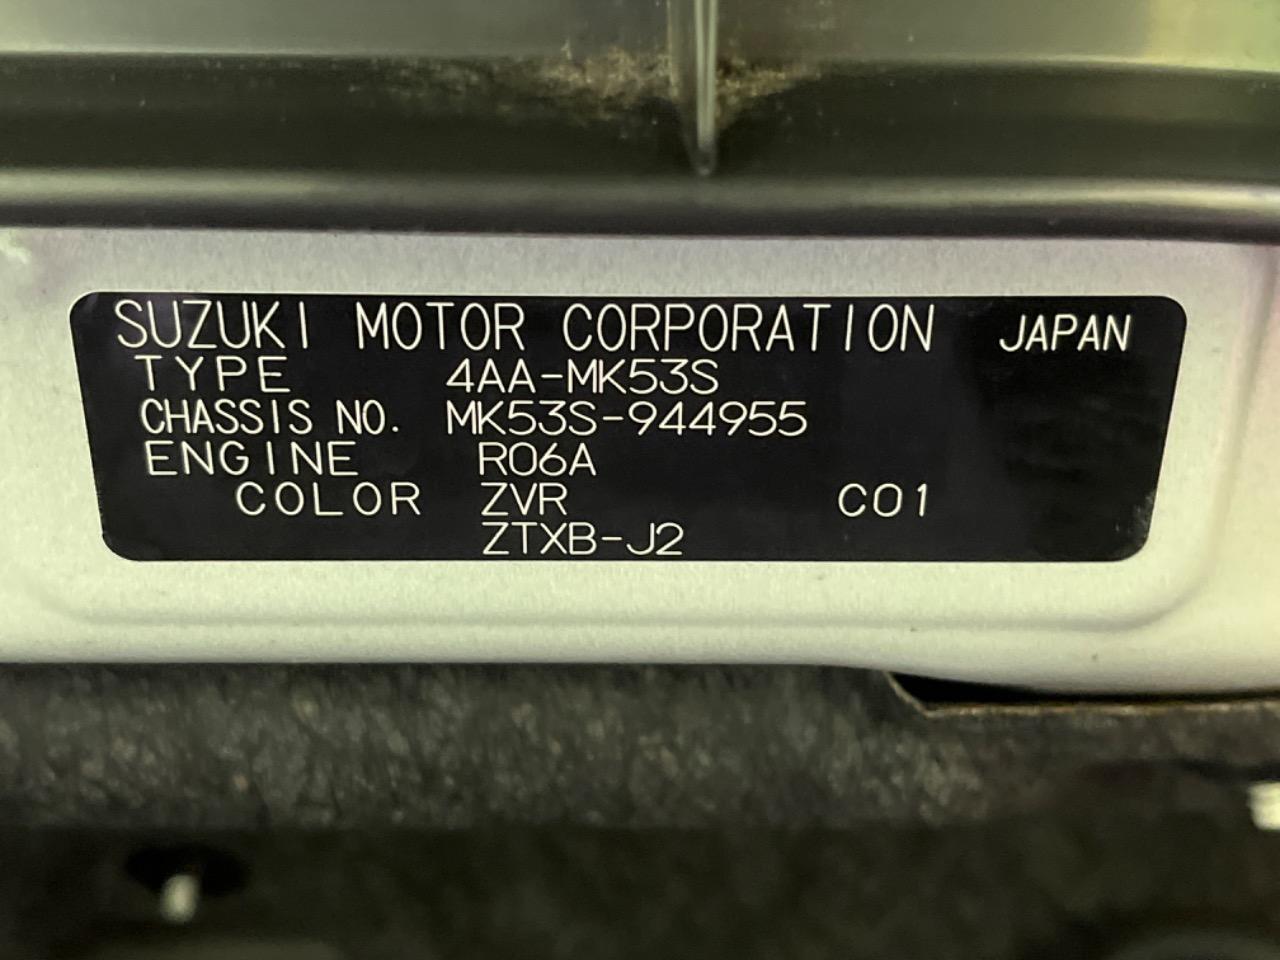 SUZUKI MOTOR CORPORATION JAPAN
TYPE 4AA-MK53S
CHASSIS NO. MK53S-944955
ENGINE R06A
COLOR ZVR C01
ZTXB-J2